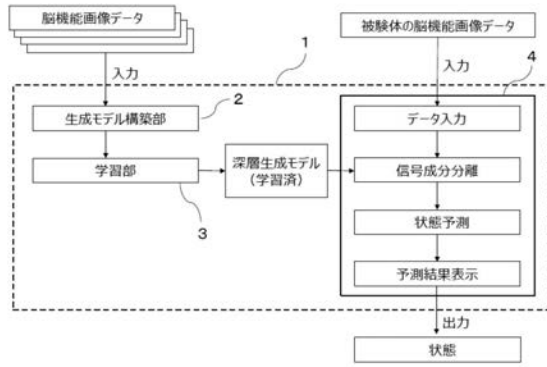 脳機能画像データ
被験体の脳機能画像データ
入力
1
入力
4
2
生成モデル構築部
データ入力
学習部
深層生成モデル
(学習済)
信号成分分離
3
状態予測
予測結果表示
出力
状態